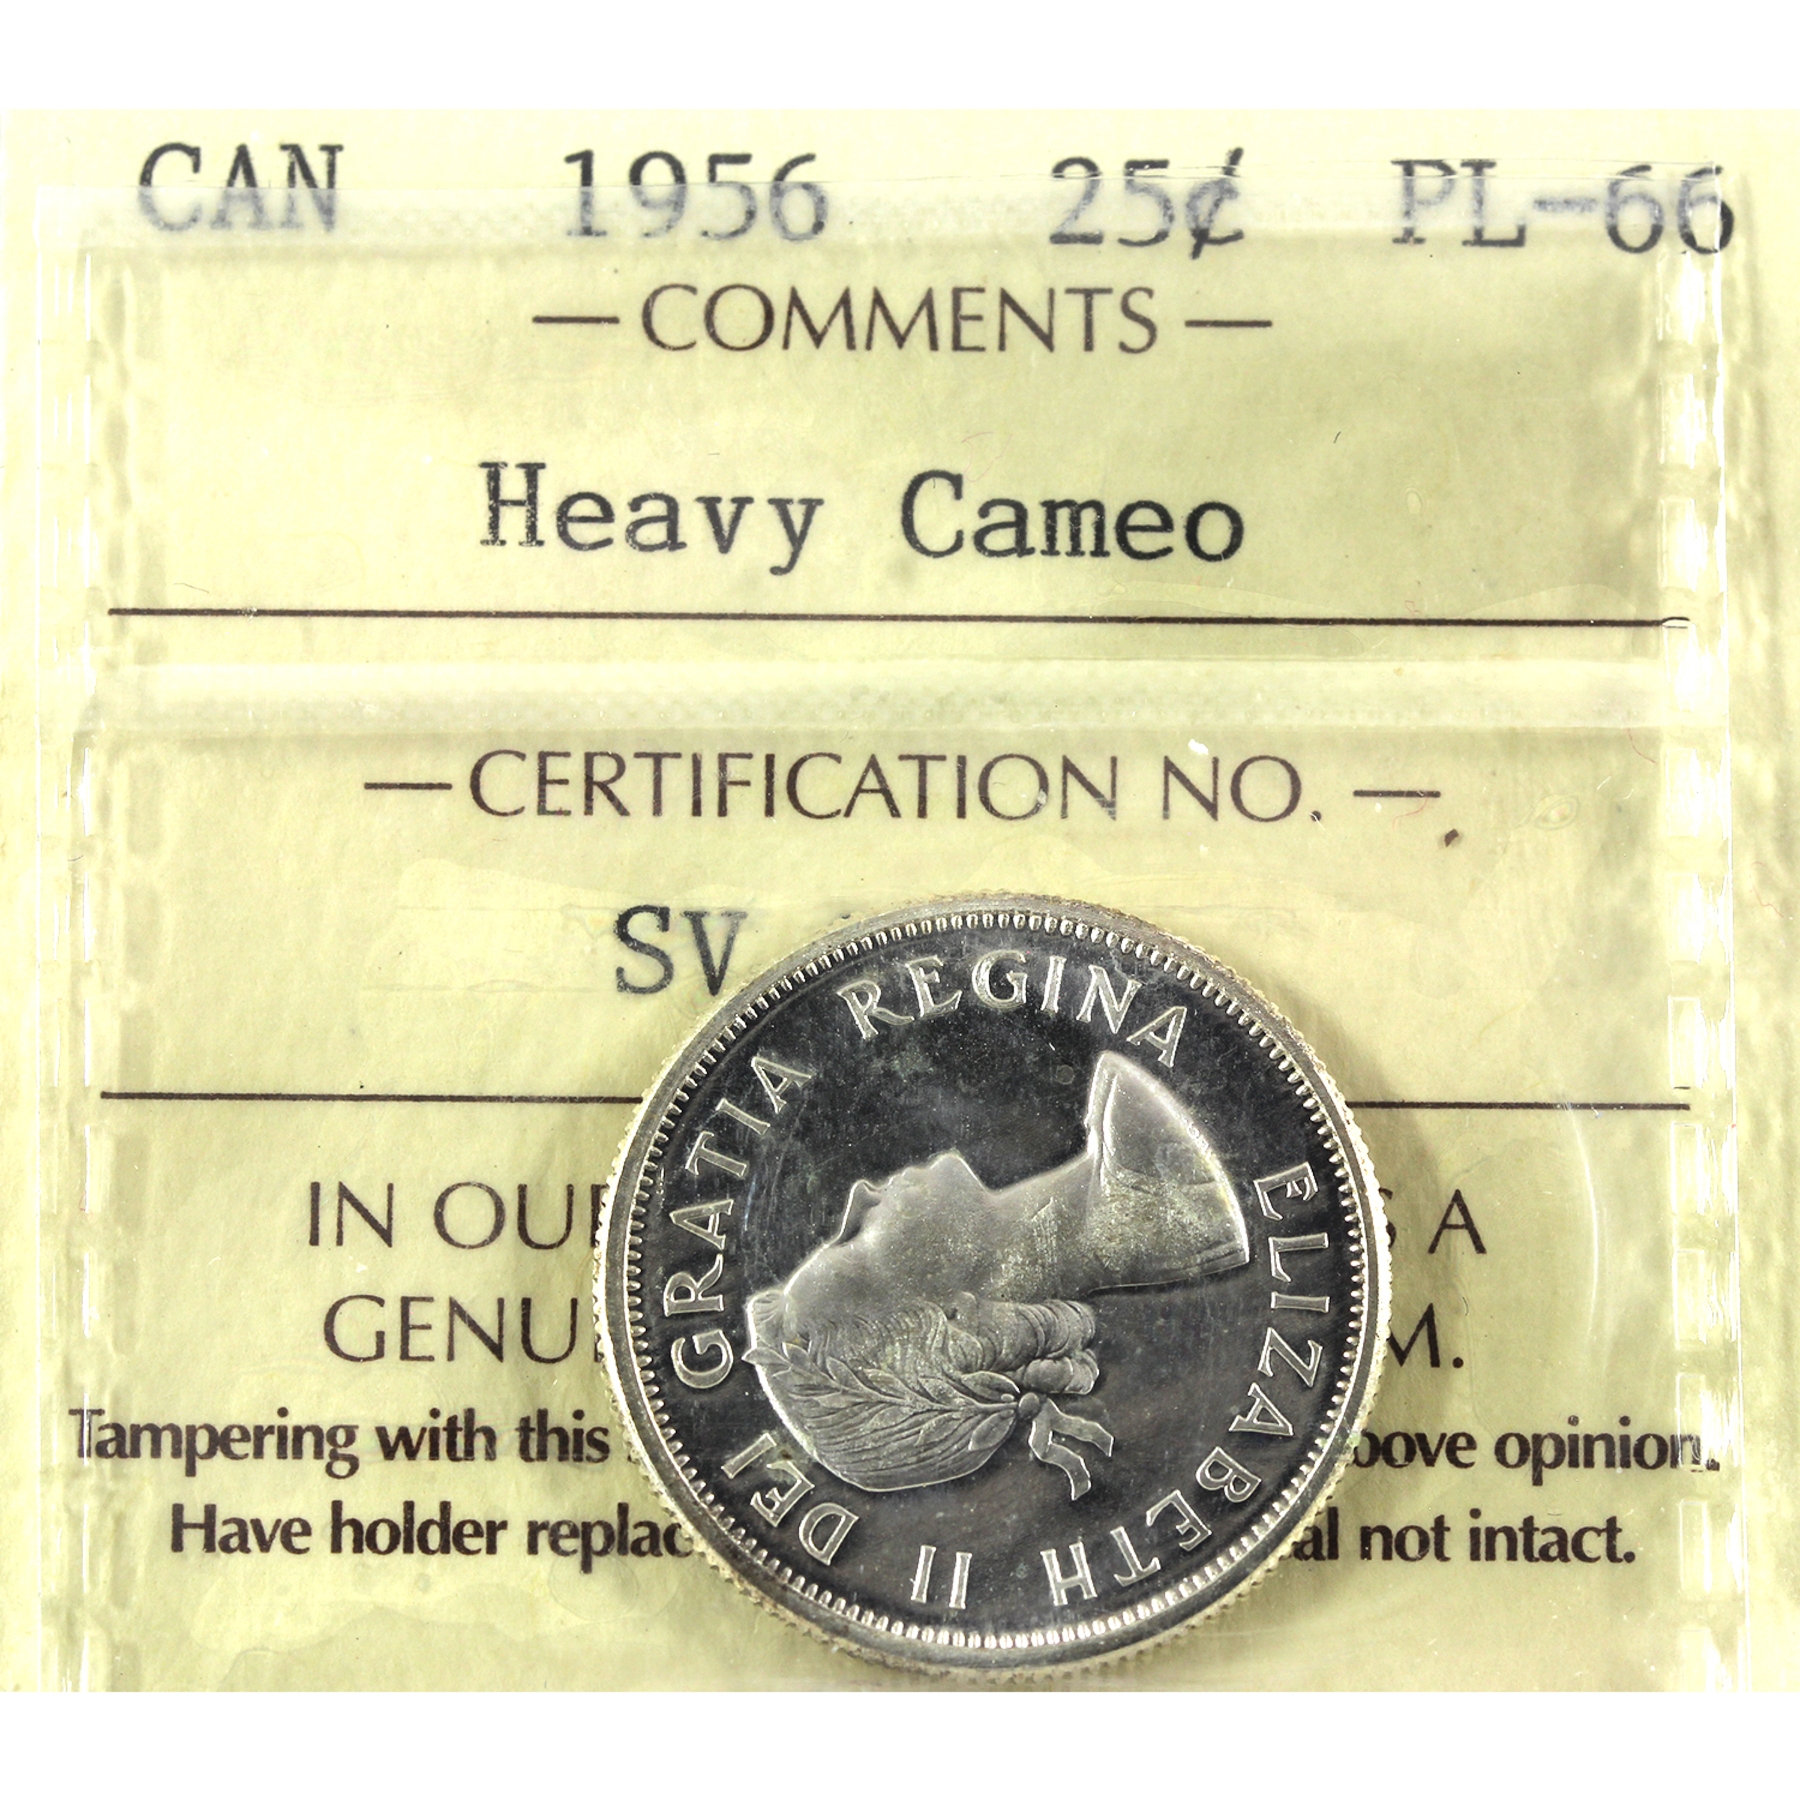 CAN 1956 25¢ PL-66
— COMMENTS —
Heavy Cameo
— CERTIFICATION NO. —
SV
IN OU A
GENU M.
Tampering with this opinion.
Have holder replac al not intact.
ELIZABETH II DEI GRATIA REGINA